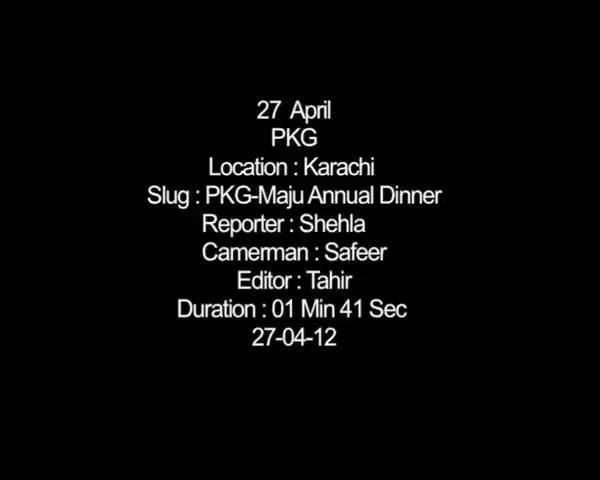 27 April
PKG
Location : Karachi
Slug : PKG-Maju Annual Dinner
Reporter : Shehla
Camerman : Safeer
Editor : Tahir
Duration : 01 Min 41 Sec
27-04-12